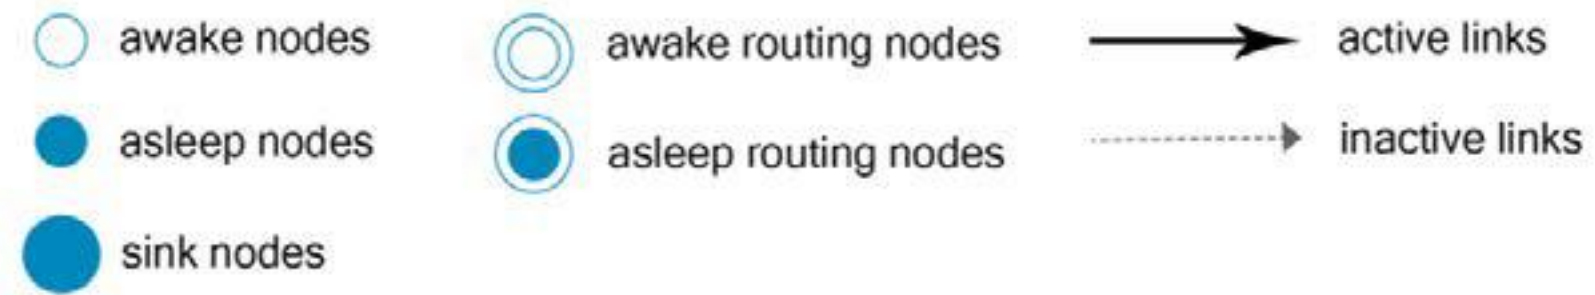 awake nodes
asleep nodes
sink nodes
awake routing nodes
asleep routing nodes
active links
inactive links